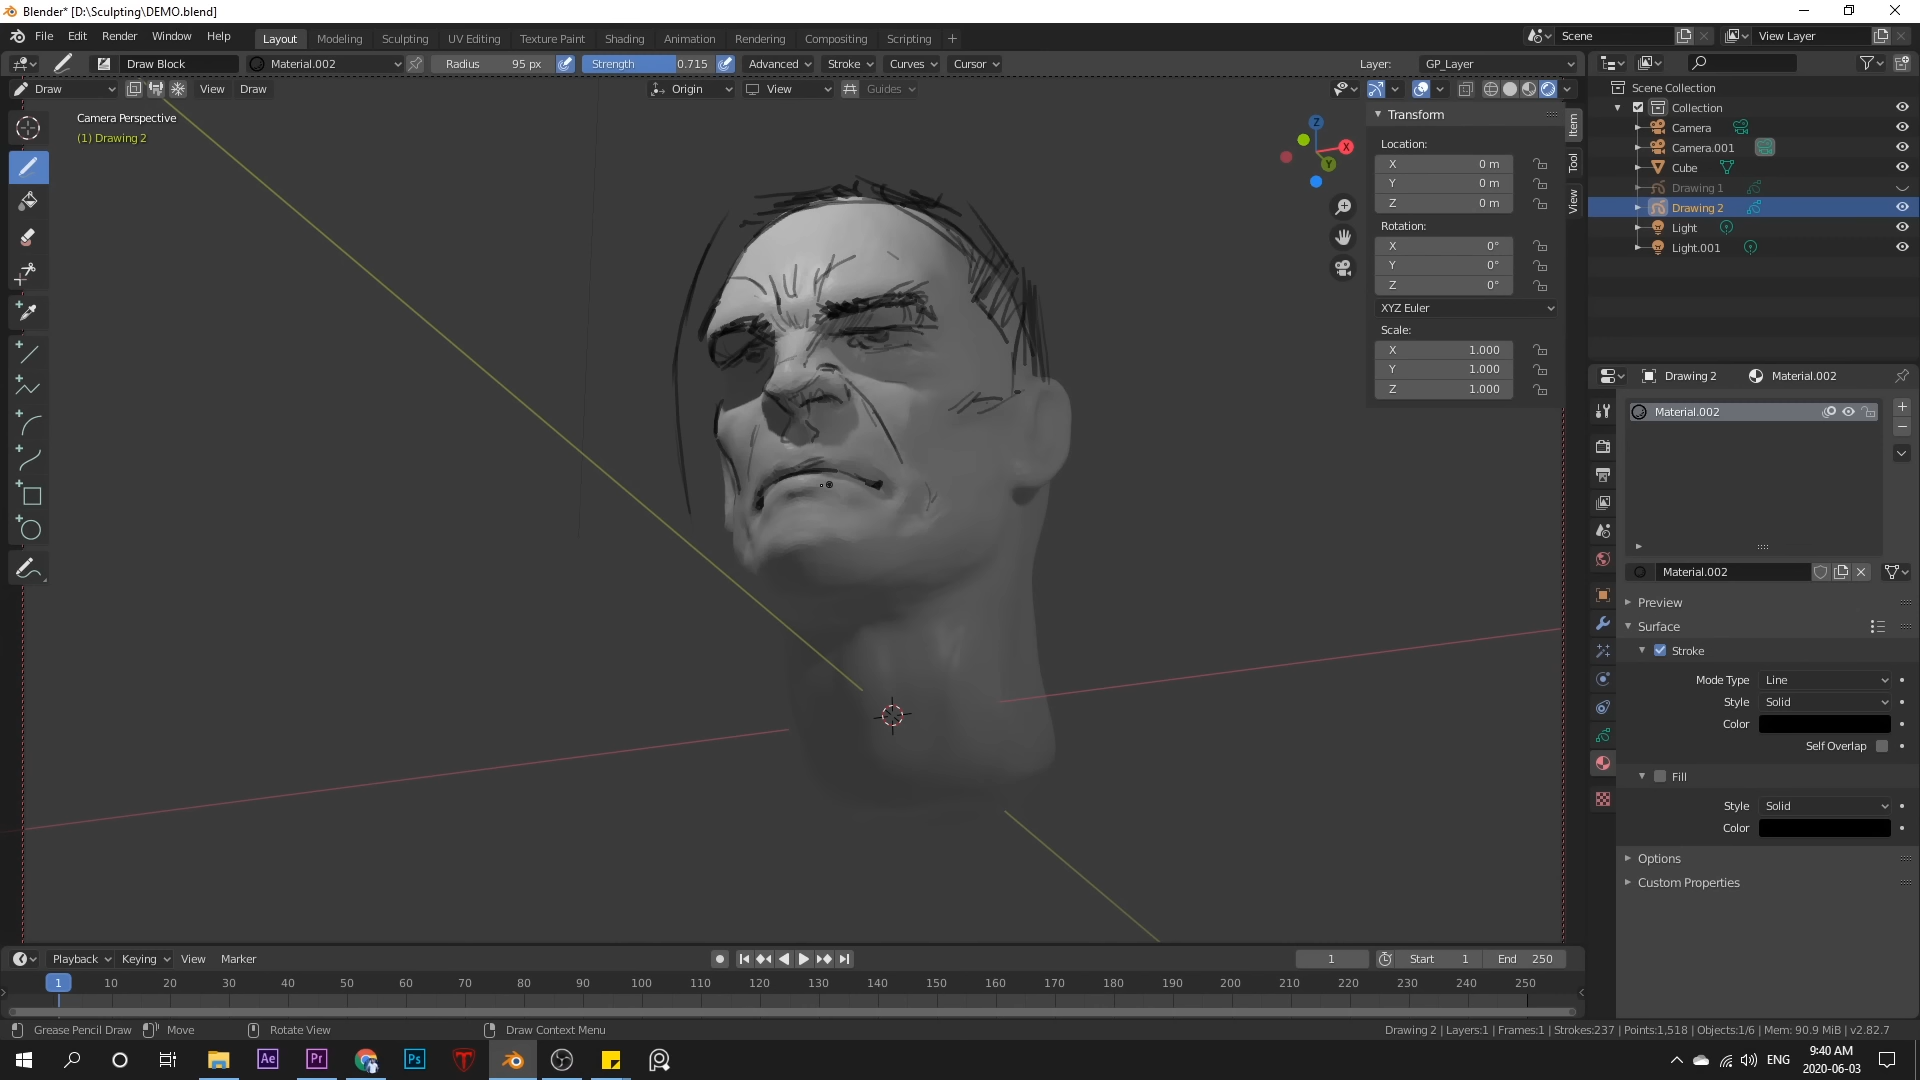 Blender* [D:\Sculpting\DEMO.blend]
File Edit Render Window Help Layout Modeling Sculpting UV Editing Texture Paint Shading Animation Rendering Compositing Scripting + Scene View Layer
Draw Block Material.002 Radius 95 px Strength 0.715 Advanced Stroke Curves Cursor Layer: GP_Layer
Draw View Draw Origin View Guides
Camera Perspective
(1) Drawing 2
Z
X
Y
Transform
Location:
X 0 m
Y 0 m
Z 0 m
Rotation:
X 0°
Y 0°
Z 0°
XYZ Euler
Scale:
X 1.000
Y 1.000
Z 1.000
Item
Tool
View
Scene Collection
Collection
Camera
Camera.001
Cube
Drawing 1
Drawing 2
Light
Light.001
Drawing 2 Material.002
Material.002
Material.002
Preview
Surface
Stroke
Mode Type Line
Style Solid
Color
Self Overlap
Fill
Style Solid
Color
Options
Custom Properties
Playback Keying View Marker 1 Start 1 End 250
1 10 20 30 40 50 60 70 80 90 100 110 120 130 140 150 160 170 180 190 200 210 220 230 240 250
Grease Pencil Draw Move Rotate View Draw Context Menu Drawing 2 | Layers:1 | Frames:1 | Strokes:237 | Points:1,518 | Objects:1/6 | Mem: 90.9 MiB | v2.82.7
Ae Pr Ps ENG 9:40 AM
2020-06-03